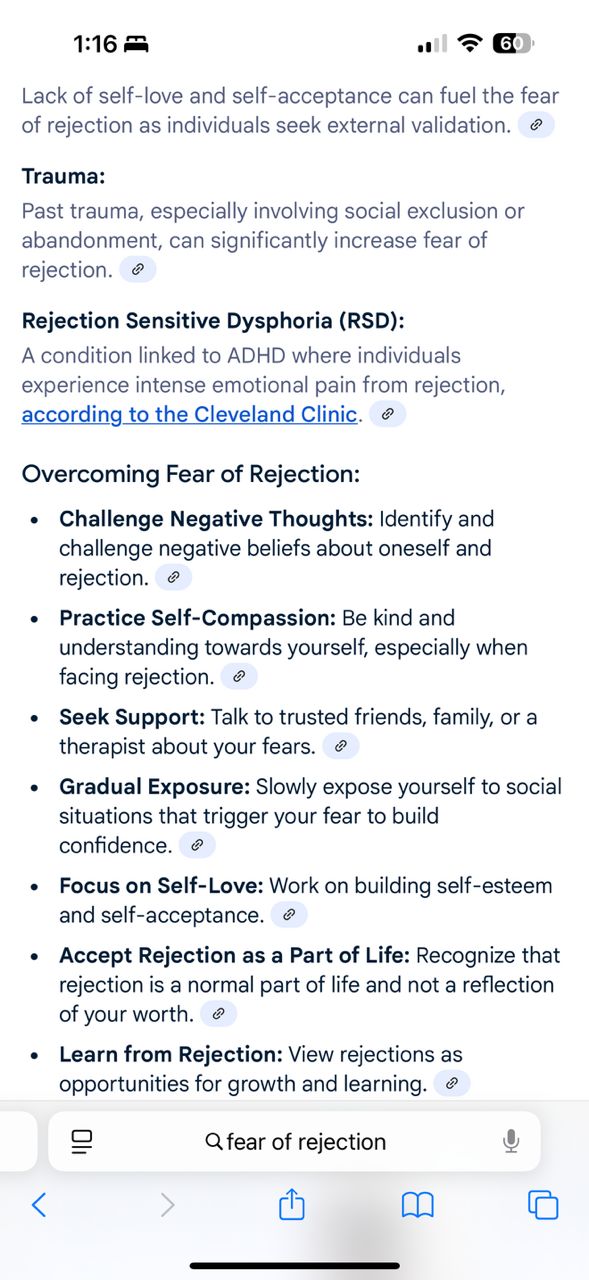 1:16
60
Lack of self-love and self-acceptance can fuel the fear
of rejection as individuals seek external validation.
Trauma:
Past trauma, especially involving social exclusion or
abandonment, can significantly increase fear of
rejection.
Rejection Sensitive Dysphoria (RSD):
A condition linked to ADHD where individuals
experience intense emotional pain from rejection,
according to the Cleveland Clinic.
Overcoming Fear of Rejection:
• Challenge Negative Thoughts: Identify and
challenge negative beliefs about oneself and
rejection.
• Practice Self-Compassion: Be kind and
understanding towards yourself, especially when
facing rejection.
• Seek Support: Talk to trusted friends, family, or a
therapist about your fears.
• Gradual Exposure: Slowly expose yourself to social
situations that trigger your fear to build
confidence.
• Focus on Self-Love: Work on building self-esteem
and self-acceptance.
• Accept Rejection as a Part of Life: Recognize that
rejection is a normal part of life and not a reflection
of your worth.
• Learn from Rejection: View rejections as
opportunities for growth and learning.
fear of rejection